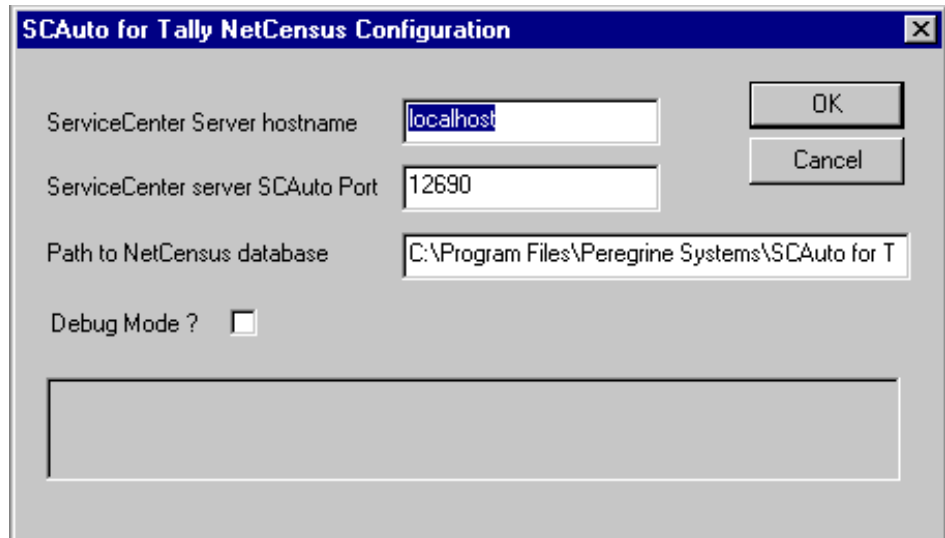 SCAuto for Tally NetCensus Configuration
ServiceCenter Server hostname
localhost
OK
ServiceCenter server SCAuto Port
12690
Cancel
Path to NetCensus database
C:\Program Files\Peregrine Systems\SCAuto for T
Debug Mode ?